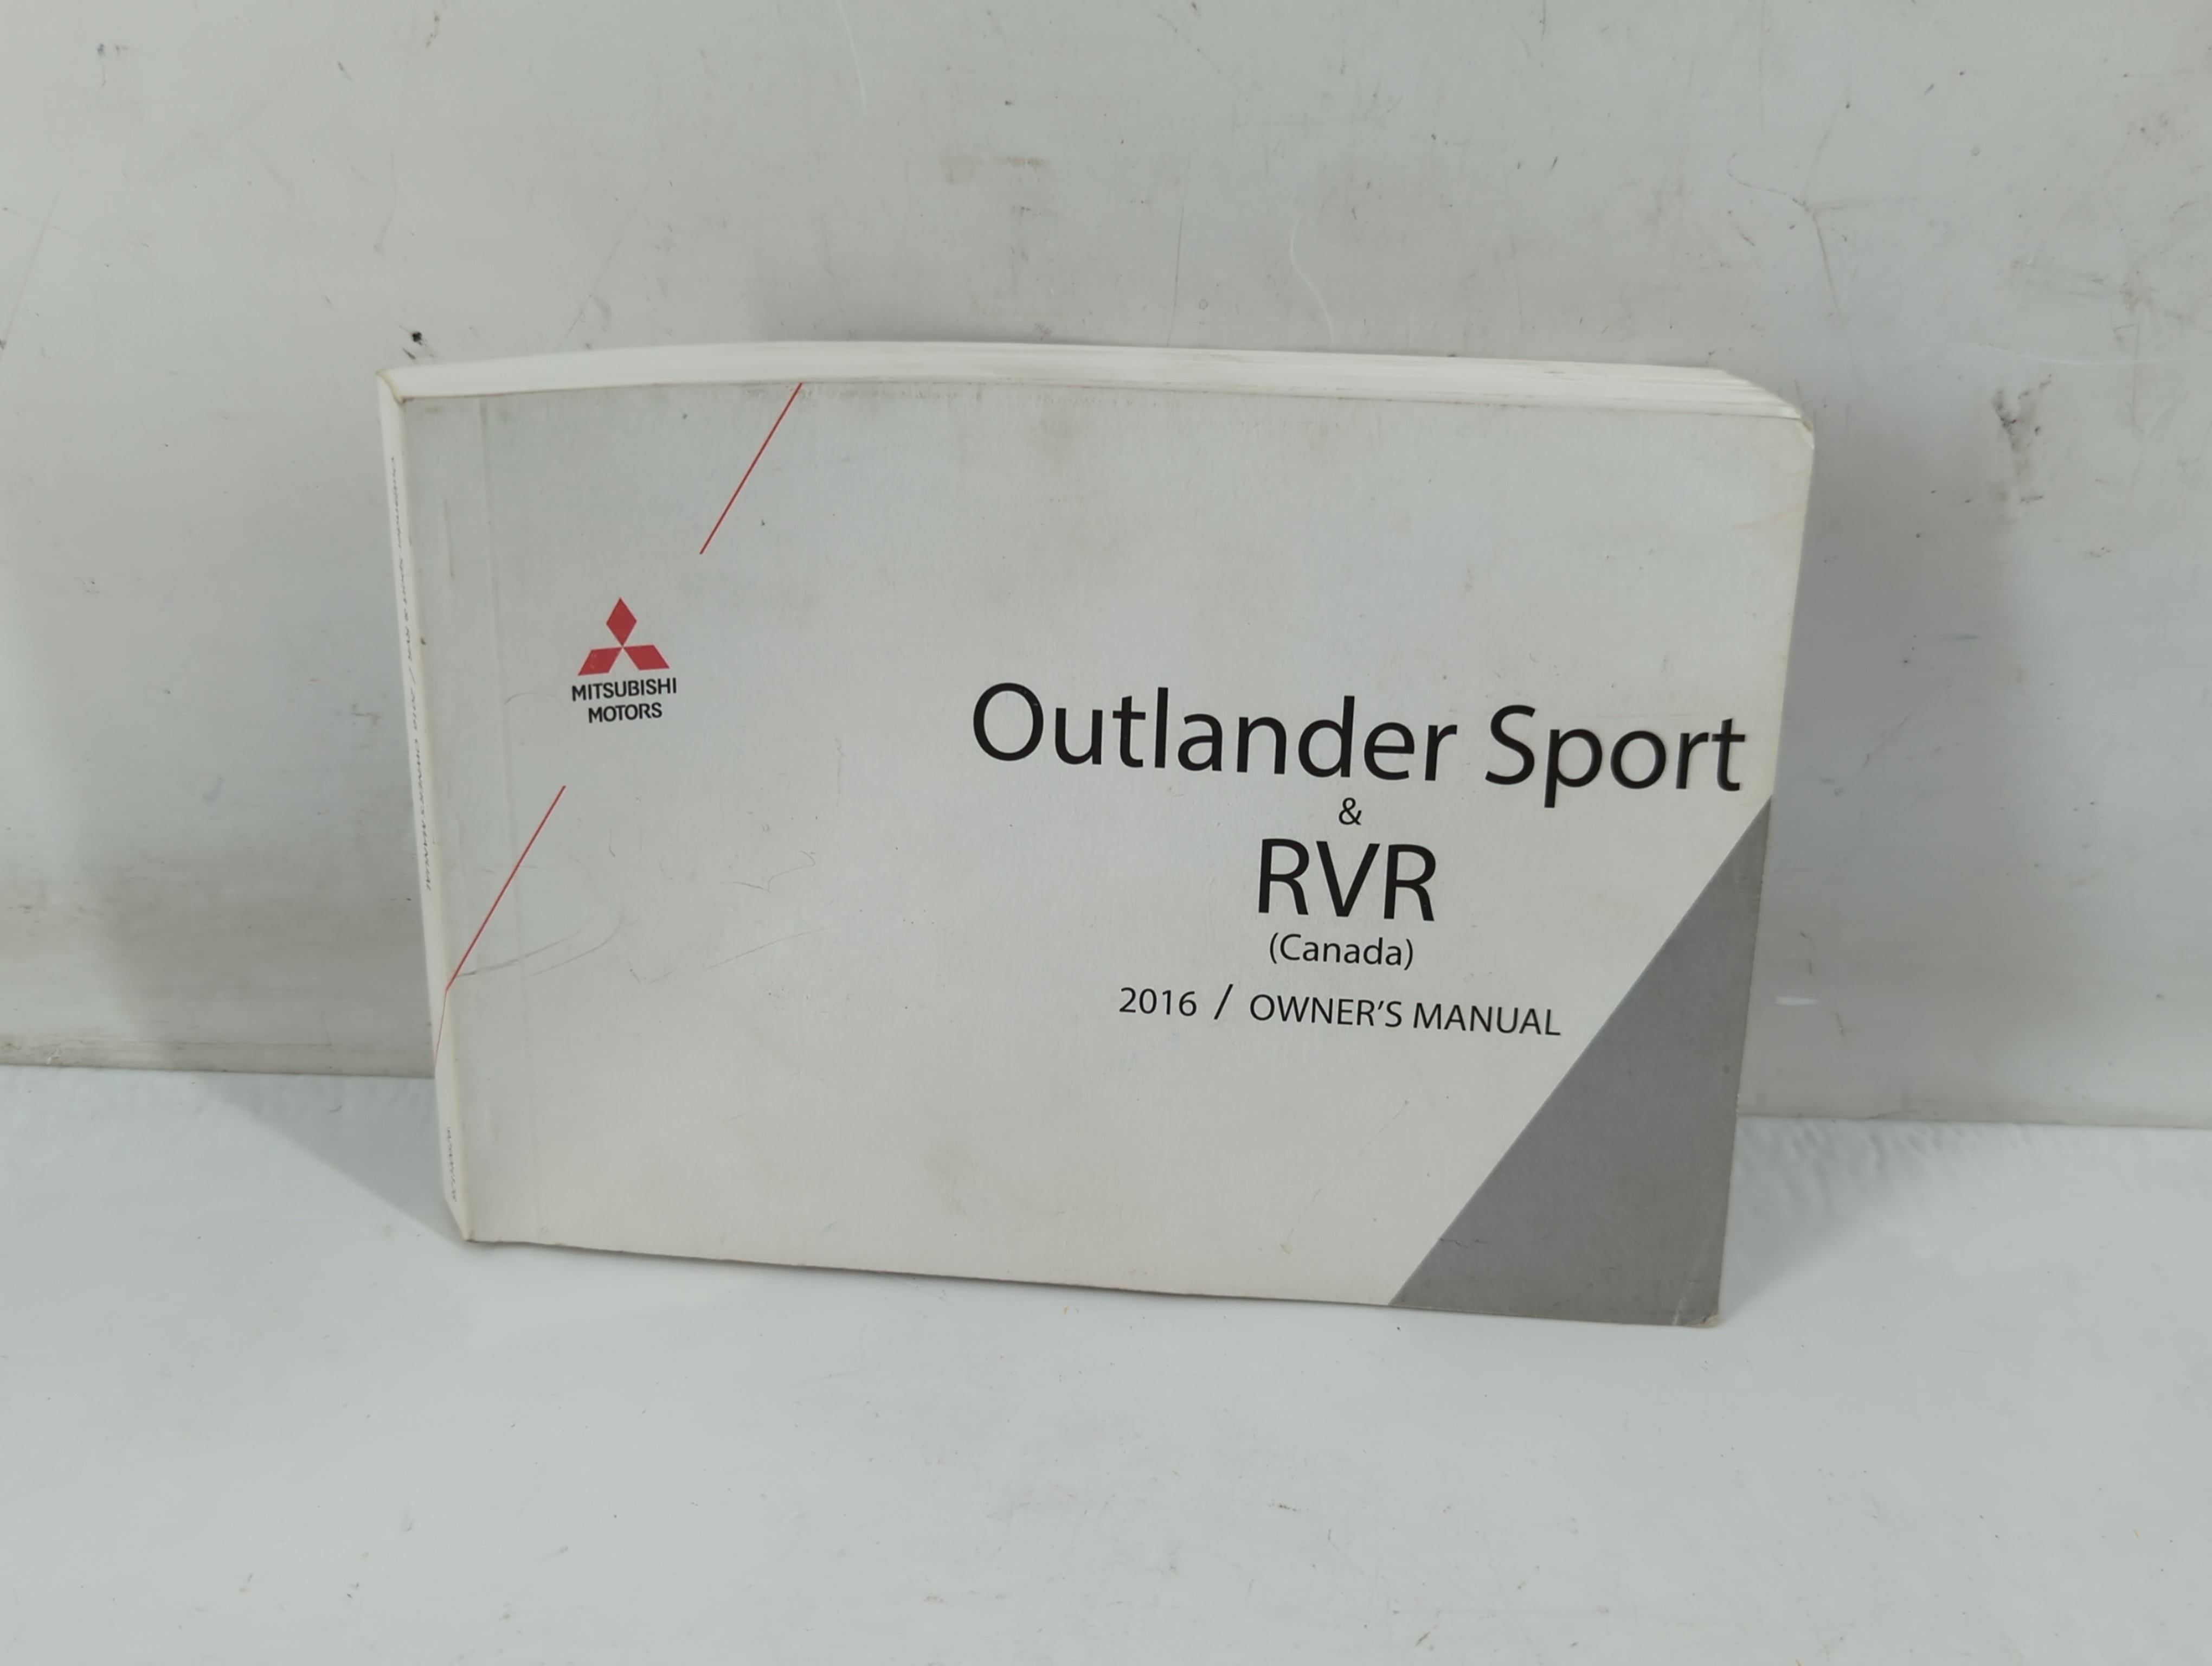 MITSUBISHI
MOTORS
Outlander Sport
&
RVR
(Canada)
2016 / OWNER'S MANUAL